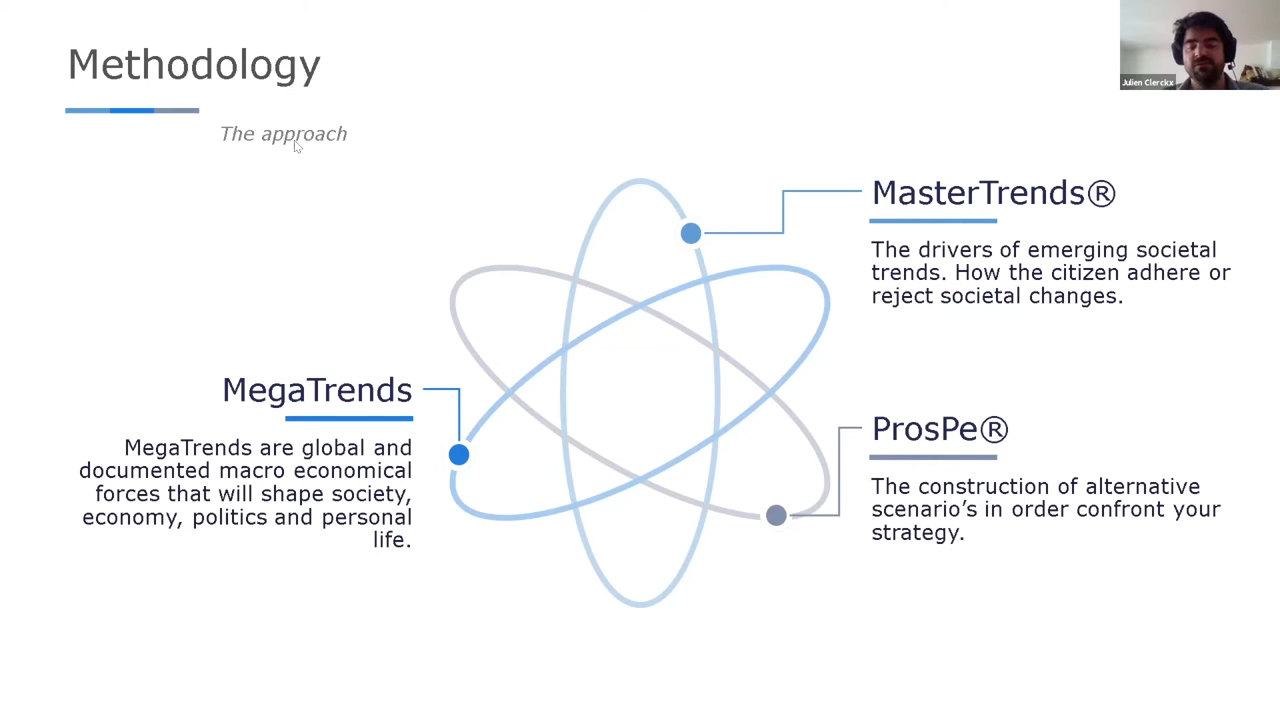 Methodology
The approach
Julien Clerckx
MasterTrends®
The drivers of emerging societal
trends. How the citizen adhere or
reject societal changes.
MegaTrends
MegaTrends are global and
documented macro economical
forces that will shape society,
economy, politics and personal
life.
ProsPe®
The construction of alternative
scenario’s in order confront your
strategy.